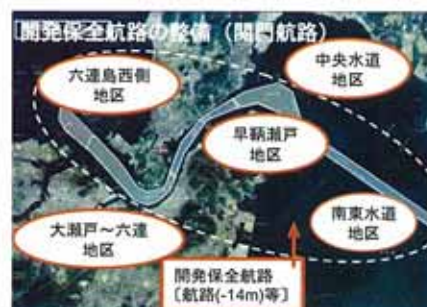 開発保全航路の整備（関門航路）
六連島西側
地区
中央水道
地区
早鞆瀬戸
地区
大瀬戸～六連
地区
南東水道
地区
開発保全航路
［航路(-14m)等］